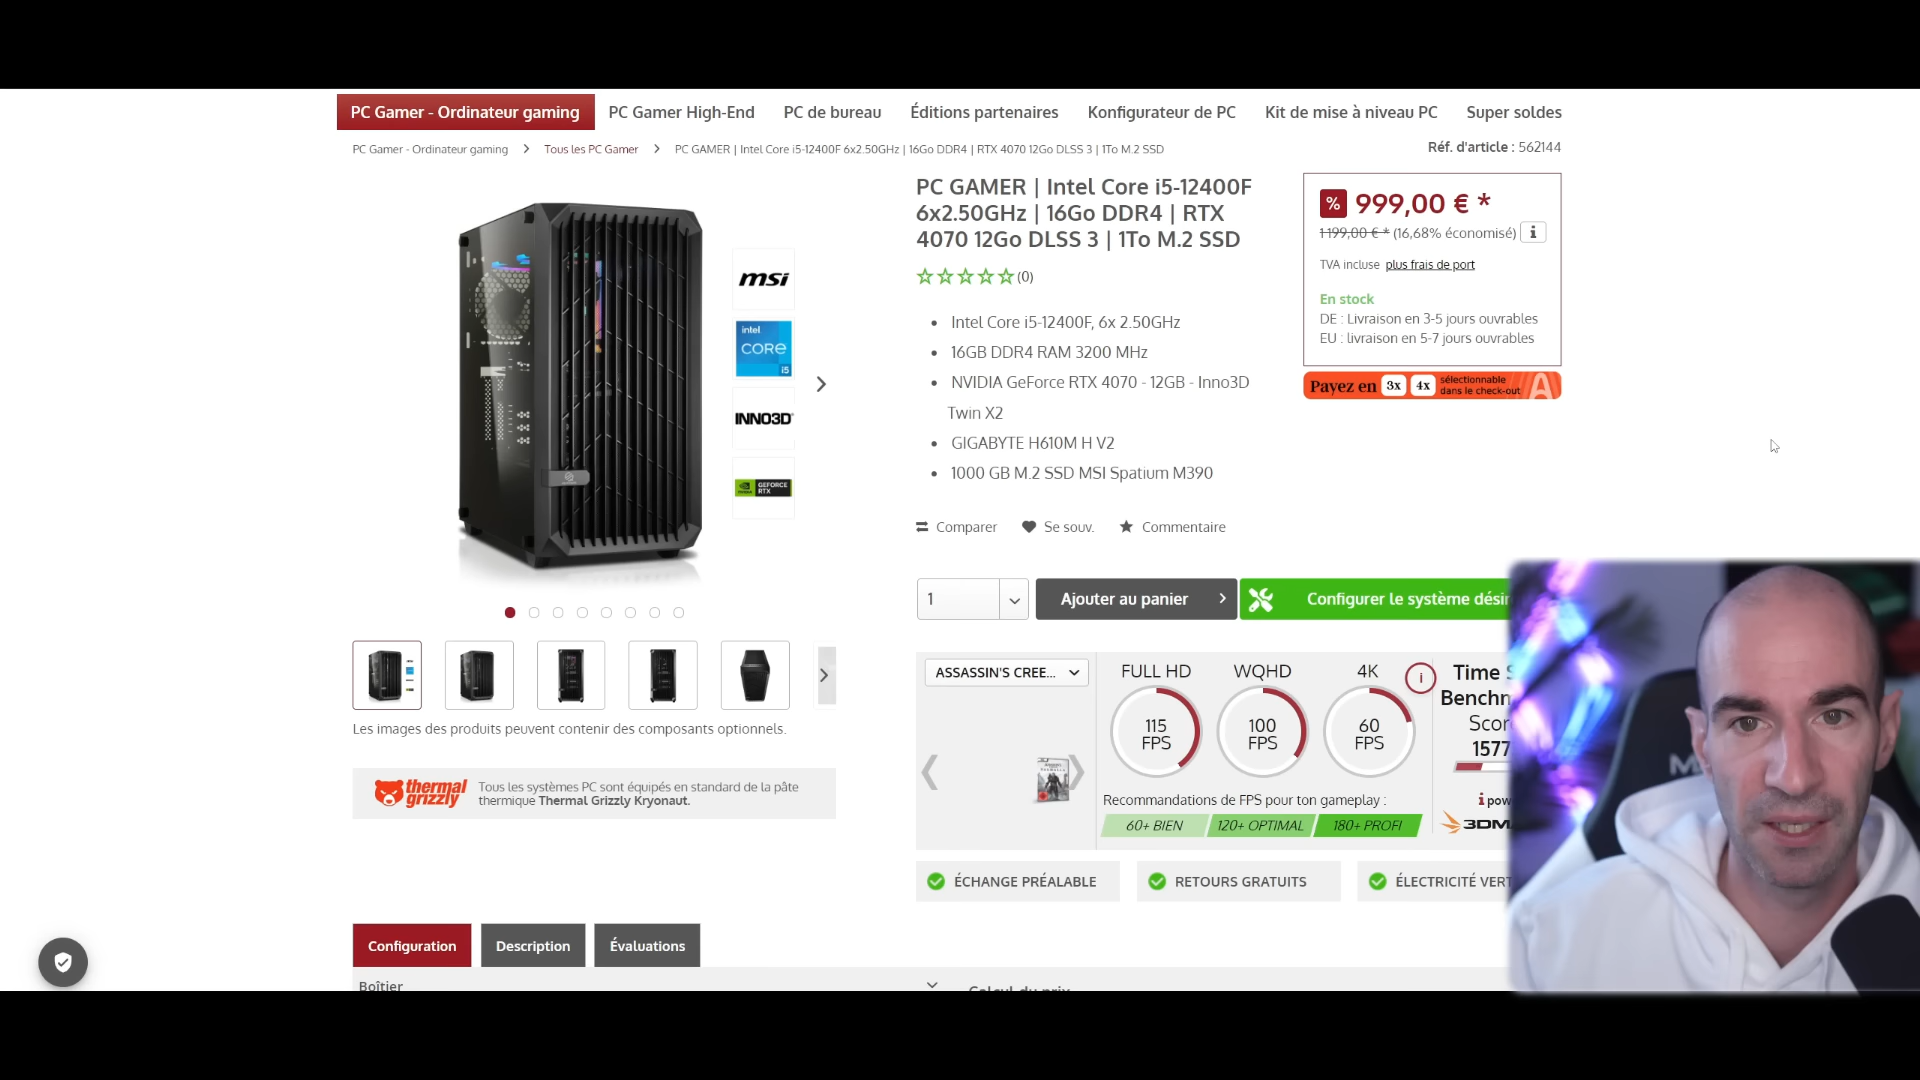 PC Gamer - Ordinateur gaming
PC Gamer High-End
PC de bureau
Éditions partenaires
Konfigurateur de PC
Kit de mise à niveau PC
Super soldes
PC Gamer - Ordinateur gaming > Tous les PC Gamer > PC GAMER | Intel Core i5-12400F 6x2.50GHz | 16Go DDR4 | RTX 4070 12Go DLSS 3 | 1To M.2 SSD
Réf. d'article : 562144
PC GAMER | Intel Core i5-12400F
6x2.50GHz | 16Go DDR4 | RTX
4070 12Go DLSS 3 | 1To M.2 SSD
(0)
msi
intel
CORE
i5
INNO3D
GEFORCE
RTX
Intel Core i5-12400F, 6x 2.50GHz
16GB DDR4 RAM 3200 MHz
NVIDIA GeForce RTX 4070 - 12GB - Inno3D
Twin X2
GIGABYTE H610M H V2
1000 GB M.2 SSD MSI Spatium M390
% 999,00 € *
1 199,00 € * (16,68% économisé) i
TVA incluse plus frais de port
En stock
DE : Livraison en 3-5 jours ouvrables
EU : livraison en 5-7 jours ouvrables
Payez en 3x 4x sélectionnable
dans le check-out
Comparer
Se souv.
Commentaire
1
Ajouter au panier
Configurer le système désir
ASSASSIN'S CREE...
FULL HD
WQHD
4K
i
115
FPS
100
FPS
60
FPS
Recommandations de FPS pour ton gameplay :
60+ BIEN
120+ OPTIMAL
180+ PROFI
Time S
Benchm
Scor
1577
i pow
3DM
ÉCHANGE PRÉALABLE
RETOURS GRATUITS
ÉLECTRICITÉ VERT
Les images des produits peuvent contenir des composants optionnels.
thermal
grizzly
Tous les systèmes PC sont équipés en standard de la pâte
thermique Thermal Grizzly Kryonaut.
Configuration
Description
Évaluations
Boîtier
Calcul du prix